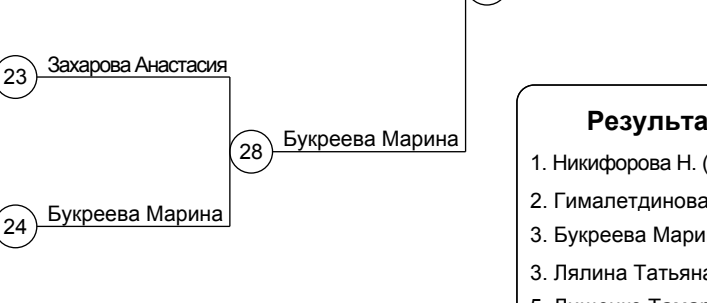 23
Захарова Анастасия
28
Букреева Марина
24
Букреева Марина
Результа
1. Никифорова Н. (
2. Гималетдинова
3. Букреева Мари
3. Лялина Татьяна